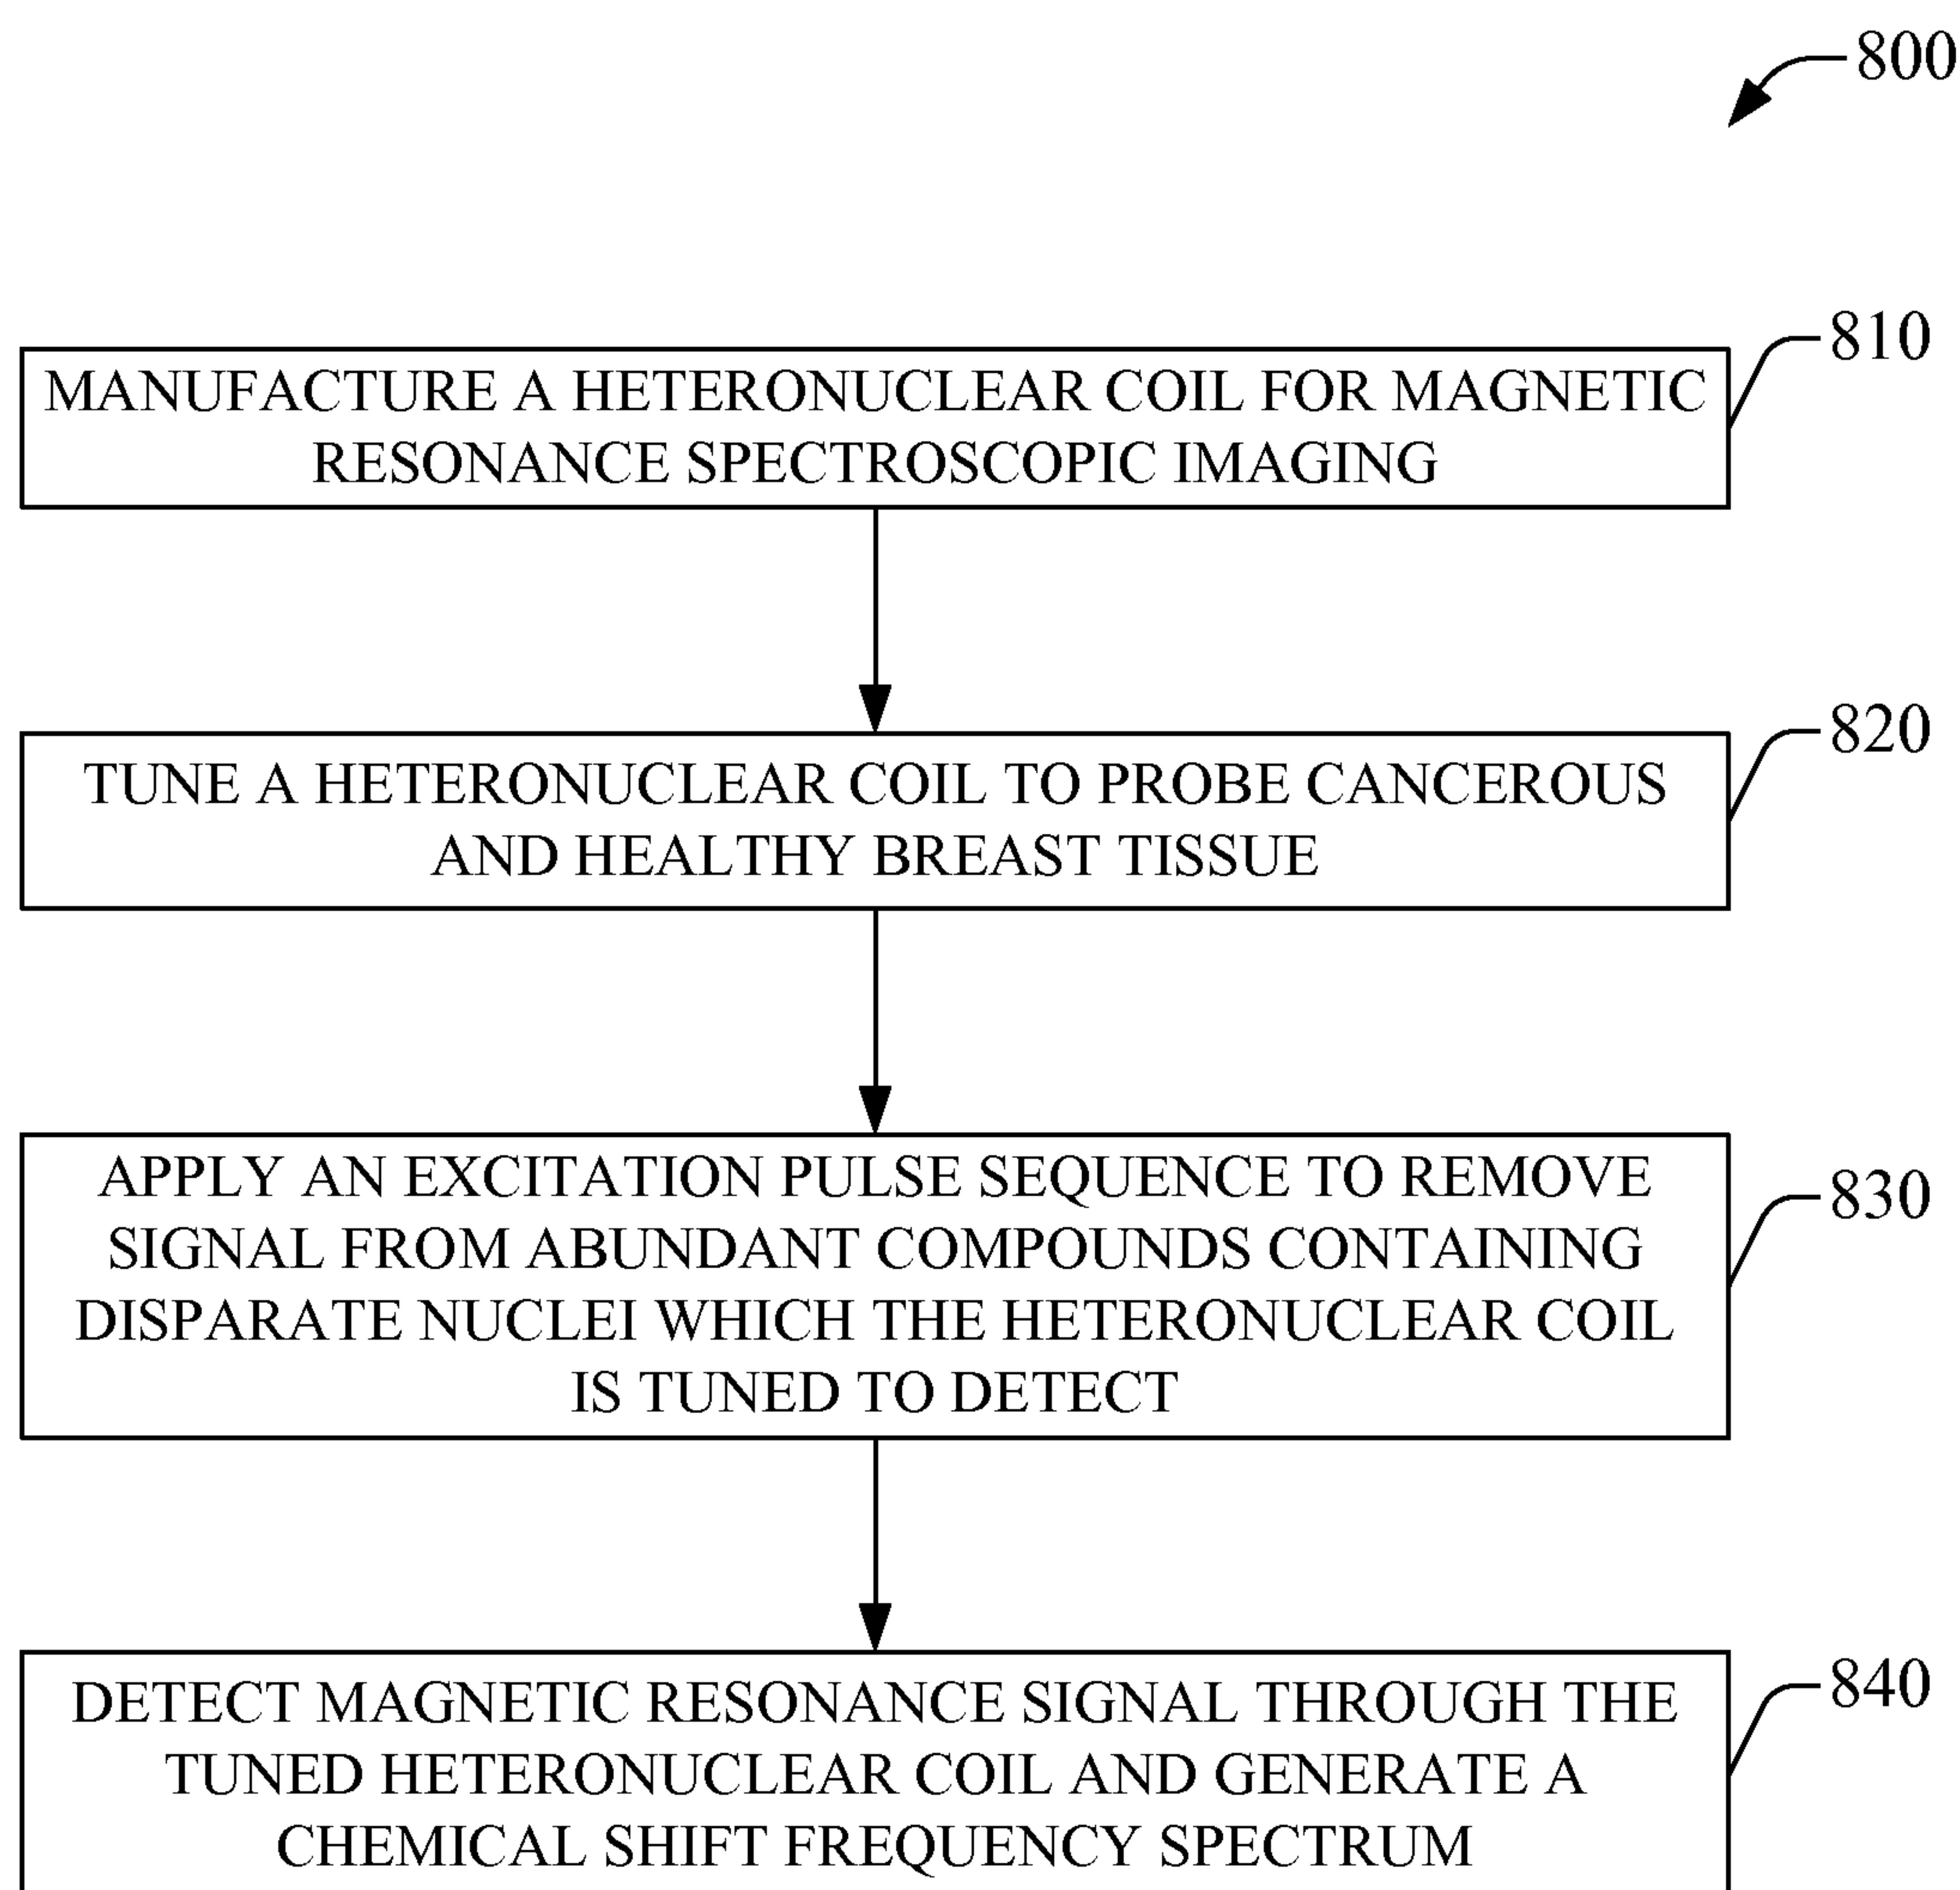 800
810
MANUFACTURE A HETERONUCLEAR COIL FOR MAGNETIC
RESONANCE SPECTROSCOPIC IMAGING
820
TUNE A HETERONUCLEAR COIL TO PROBE CANCEROUS
AND HEALTHY BREAST TISSUE
830
APPLY AN EXCITATION PULSE SEQUENCE TO REMOVE
SIGNAL FROM ABUNDANT COMPOUNDS CONTAINING
DISPARATE NUCLEI WHICH THE HETERONUCLEAR COIL
IS TUNED TO DETECT
840
DETECT MAGNETIC RESONANCE SIGNAL THROUGH THE
TUNED HETERONUCLEAR COIL AND GENERATE A
CHEMICAL SHIFT FREQUENCY SPECTRUM